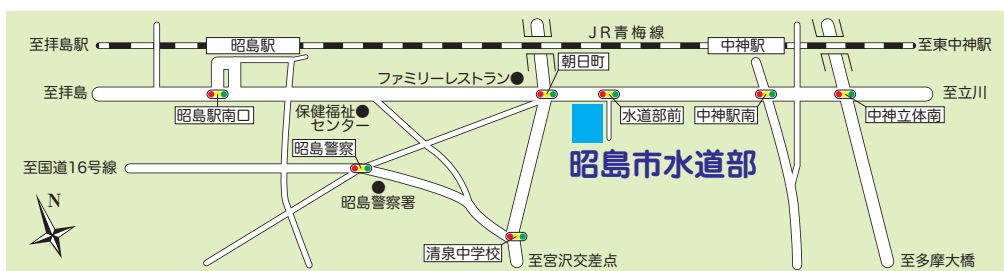 JR青梅線
至拝島駅
昭島駅
中神駅
至東中神駅
朝日町
ファミリーレストラン
至拝島
至立川
昭島駅南口
保健福祉
センター
水道部前
中神駅南
中神立体南
昭島警察
昭島市水道部
至国道16号線
昭島警察署
N
清泉中学校
至宮沢交差点
至多摩大橋